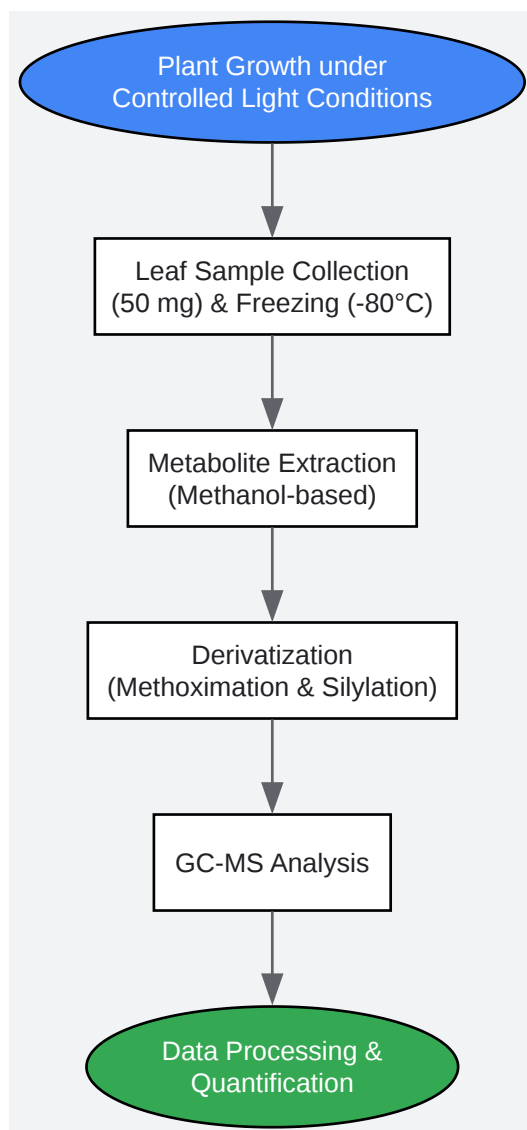 Plant Growth under
Controlled Light Conditions
Leaf Sample Collection
(50 mg) & Freezing (-80°C)
Metabolite Extraction
(Methanol-based)
Derivatization
(Methoximation & Silylation)
GC-MS Analysis
Data Processing &
Quantification